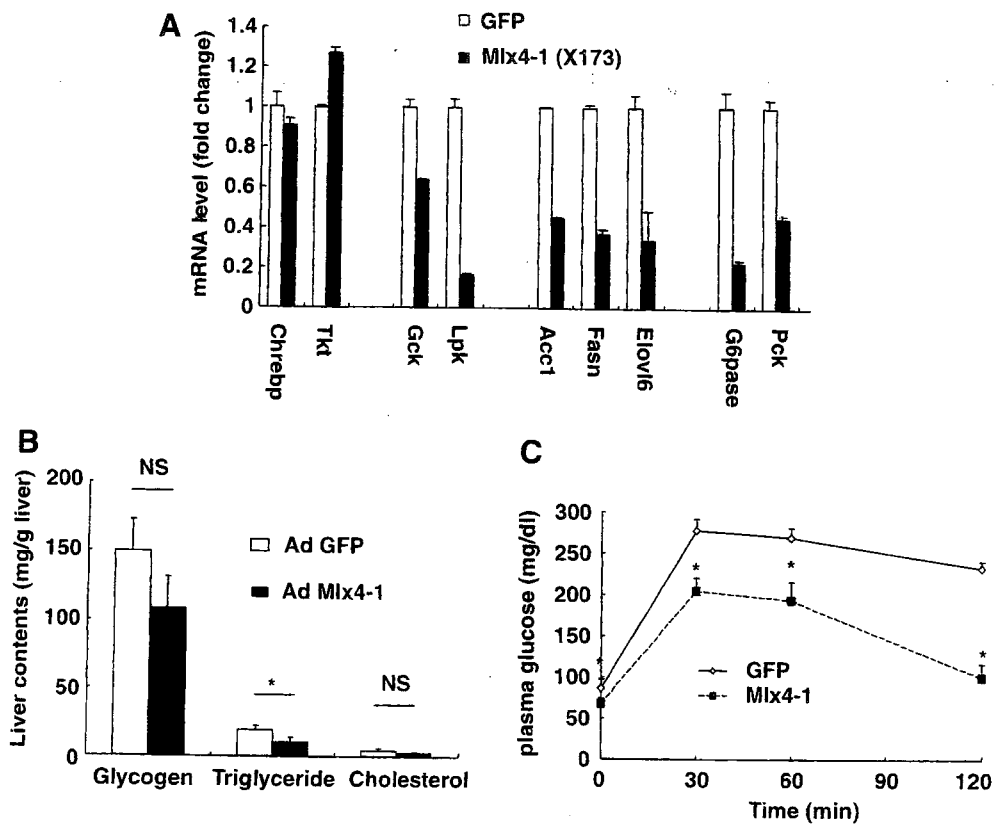 A
mRNA level (fold change)
1.4
1.2
1
0.8
0.6
0.4
0.2
0
GFP
Mlx4-1 (X173)
Chrebp
Tkt
Gck
Lpk
Acc1
Fasn
Elovl6
G6pase
Pck
B
Liver contents (mg/g liver)
200
150
100
50
0
NS
*
NS
Ad GFP
Ad Mlx4-1
Glycogen Triglyceride Cholesterol
C
plasma glucose (mg/dl)
300
250
200
150
100
50
0
*
*
*
*
GFP
Mlx4-1
0 30 60 90 120
Time (min)